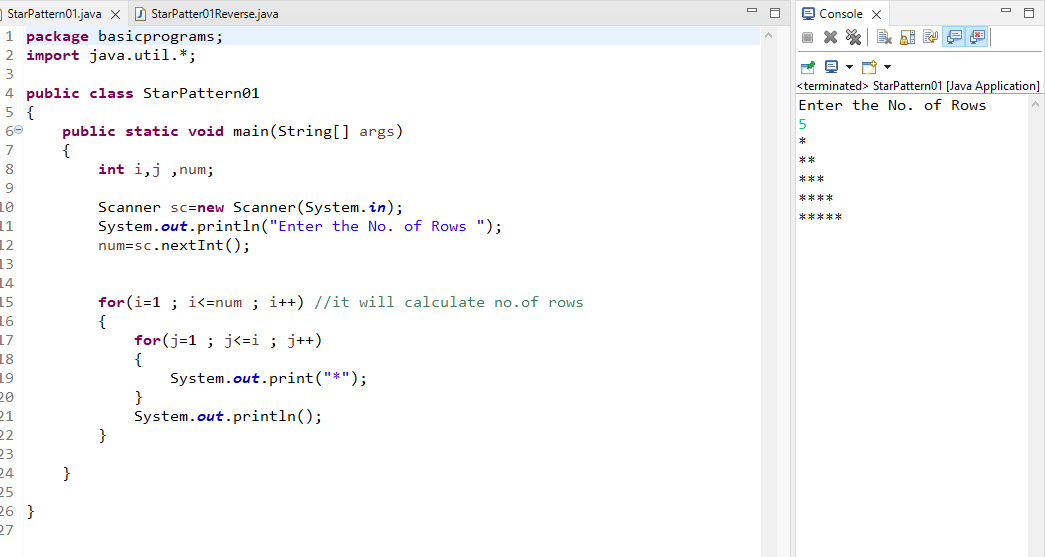 StarPattern01.java StarPatter01Reverse.java
1 package basicprograms;
2 import java.util.*;
3
4 public class StarPattern01
5 {
6 public static void main(String[] args)
7 {
8 int i,j ,num;
9
10 Scanner sc=new Scanner(System.in);
11 System.out.println("Enter the No. of Rows ");
12 num=sc.nextInt();
13
14
15 for(i=1 ; i<=num ; i++) //it will calculate no.of rows
16 {
17 for(j=1 ; j<=i ; j++)
18 {
19 System.out.print("*");
20 }
21 System.out.println();
22 }
23
24 }
25
26 }
27
Console
<terminated> StarPattern01 [Java Application]
Enter the No. of Rows
5
*
**
***
****
*****